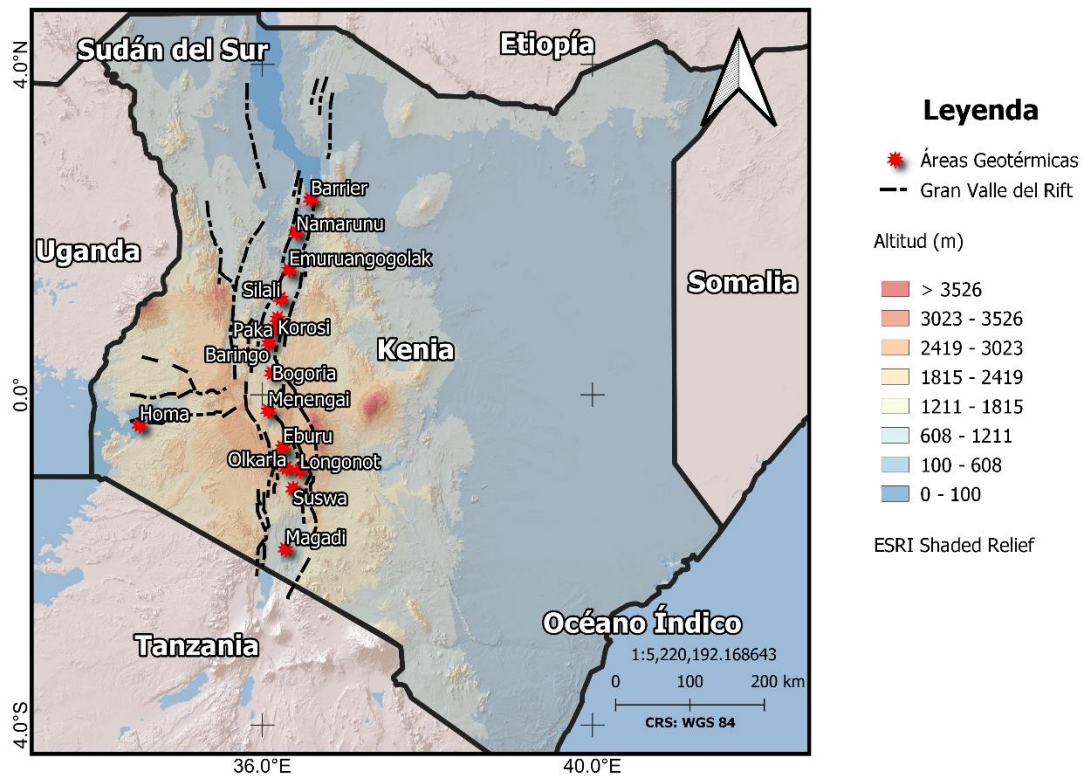 Sudán del Sur
Etiopía
Uganda
Somalia
Kenia
Tanzania
Océano Índico
Barrier
Namarunu
Emuruangogolak
Silali
Paka
Korosi
Baringo
Bogoria
Menengai
Homa
Eburu
Olkarla
Longonot
Suswa
Magadi
1:5,220,192.168643
0 100 200 km
CRS: WGS 84
4.0°N
0.0°
4.0°S
36.0°E
40.0°E
Leyenda
Áreas Geotérmicas
Gran Valle del Rift
Altitud (m)
> 3526
3023 - 3526
2419 - 3023
1815 - 2419
1211 - 1815
608 - 1211
100 - 608
0 - 100
ESRI Shaded Relief